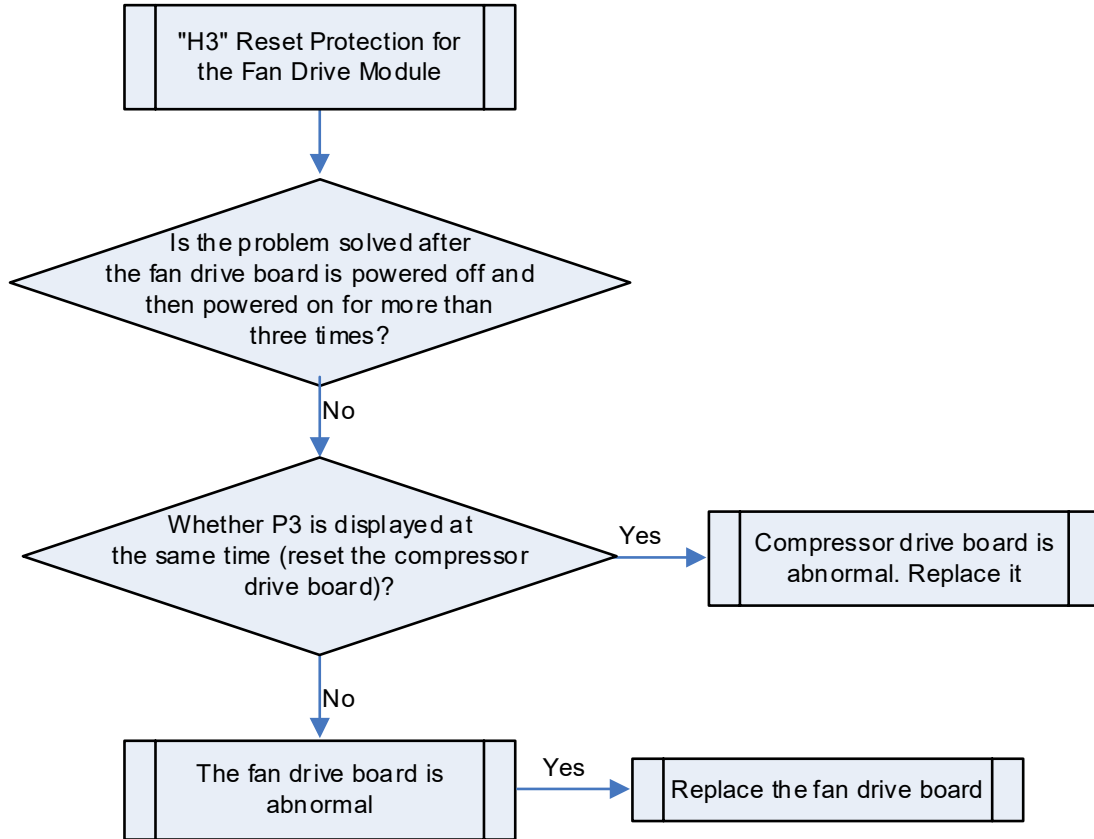 "H3" Reset Protection for
the Fan Drive Module
Is the problem solved after
the fan drive board is powered off and
then powered on for more than
three times?
No
Whether P3 is displayed at
the same time (reset the compressor
drive board)?
Yes
Compressor drive board is
abnormal. Replace it
No
The fan drive board is
abnormal
Yes
Replace the fan drive board